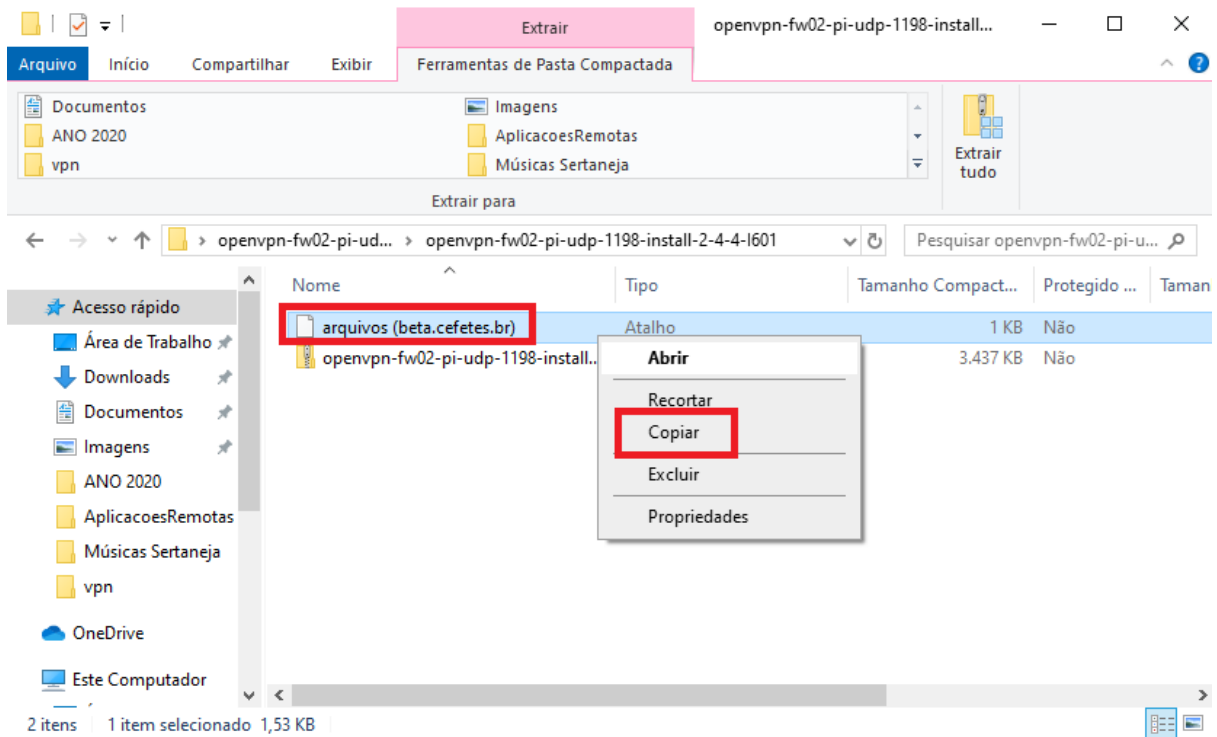 Extrair
openvpn-fw02-pi-udp-1198-install...
Arquivo Início Compartilhar Exibir Ferramentas de Pasta Compactada
Documentos
ANO 2020
vpn
Imagens
AplicacoesRemotas
Músicas Sertaneja
Extrair
tudo
Extrair para
openvpn-fw02-pi-ud... › openvpn-fw02-pi-udp-1198-install-2-4-4-I601
Pesquisar openvpn-fw02-pi-u...
Nome Tipo Tamanho Compact... Protegido ... Taman
arquivos (beta.cefetes.br) Atalho 1 KB Não
openvpn-fw02-pi-udp-1198-install... 3.437 KB Não
Abrir
Recortar
Copiar
Excluir
Propriedades
Acesso rápido
Área de Trabalho
Downloads
Documentos
Imagens
ANO 2020
AplicacoesRemotas
Músicas Sertaneja
vpn
OneDrive
Este Computador
2 itens 1 item selecionado 1,53 KB